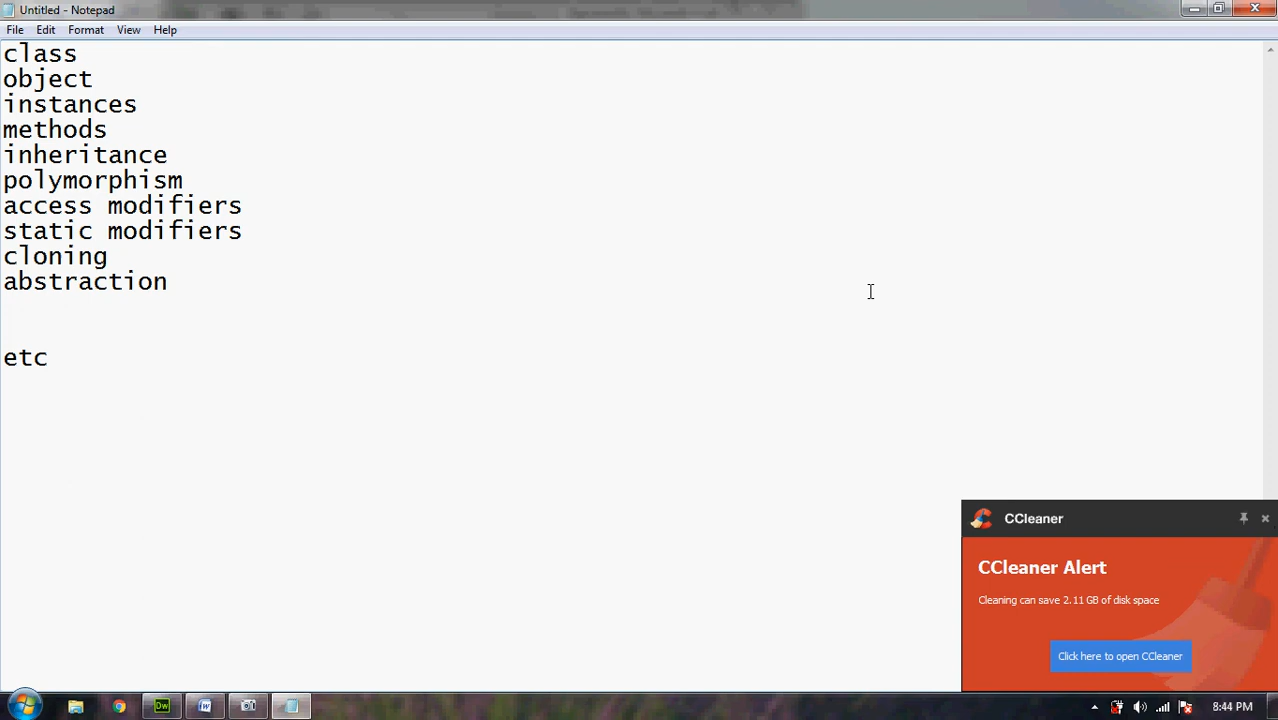 Untitled - Notepad
File Edit Format View Help
class
object
instances
methods
inheritance
polymorphism
access modifiers
static modifiers
cloning
abstraction
etc
CCleaner
CCleaner Alert
Cleaning can save 2.11 GB of disk space
Click here to open CCleaner
Dw
8:44 PM